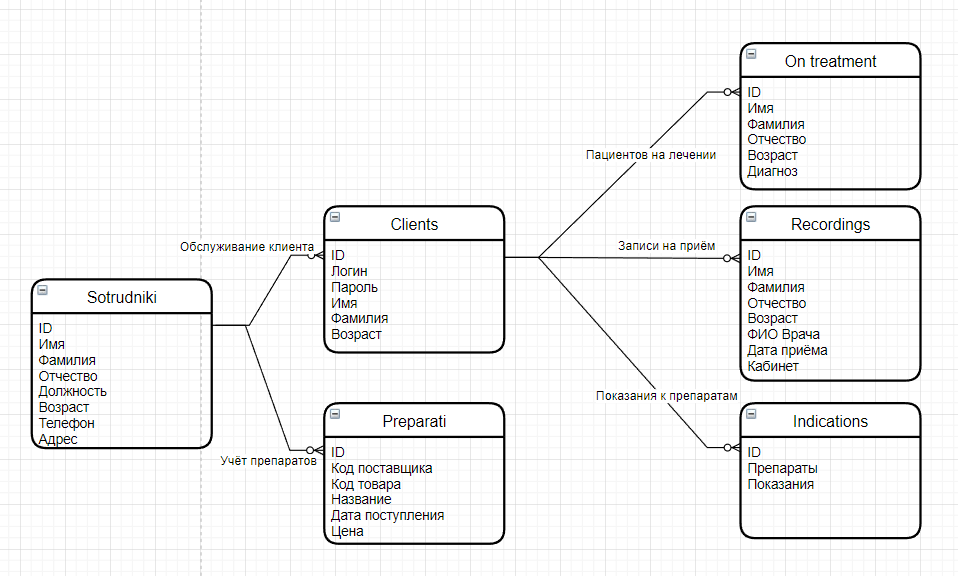 Sotrudniki
ID
Имя
Фамилия
Отчество
Должность
Возраст
Телефон
Адрес
Обслуживание клиента
Учёт препаратов
Clients
ID
Логин
Пароль
Имя
Фамилия
Возраст
Preparati
ID
Код поставщика
Код товара
Название
Дата поступления
Цена
Пациентов на лечении
Записи на приём
Показания к препаратам
On treatment
ID
Имя
Фамилия
Отчество
Возраст
Диагноз
Recordings
ID
Имя
Фамилия
Отчество
Возраст
ФИО Врача
Дата приёма
Кабинет
Indications
ID
Препараты
Показания